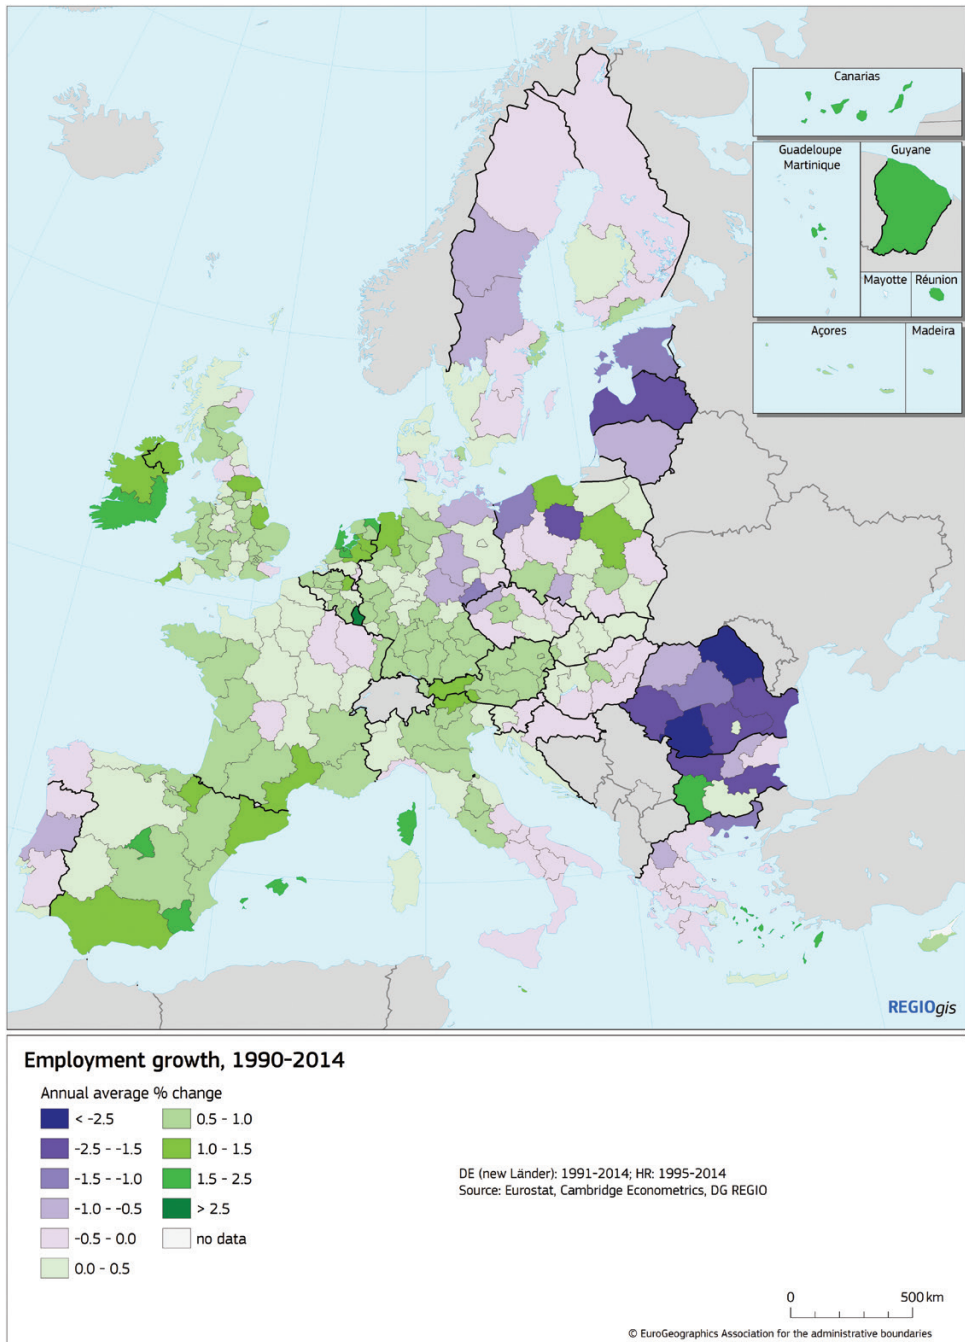 Canarias
Guadeloupe
Martinique
Guyane
Mayotte
Réunion
Açores
Madeira
REGIOgis
Employment growth, 1990-2014
Annual average % change
< -2.5
-2.5 - -1.5
-1.5 - -1.0
-1.0 - -0.5
-0.5 - 0.0
0.0 - 0.5
0.5 - 1.0
1.0 - 1.5
1.5 - 2.5
> 2.5
no data
DE (new Länder): 1991-2014; HR: 1995-2014
Source: Eurostat, Cambridge Econometrics, DG REGIO
0 500 km
© EuroGeographics Association for the administrative boundaries